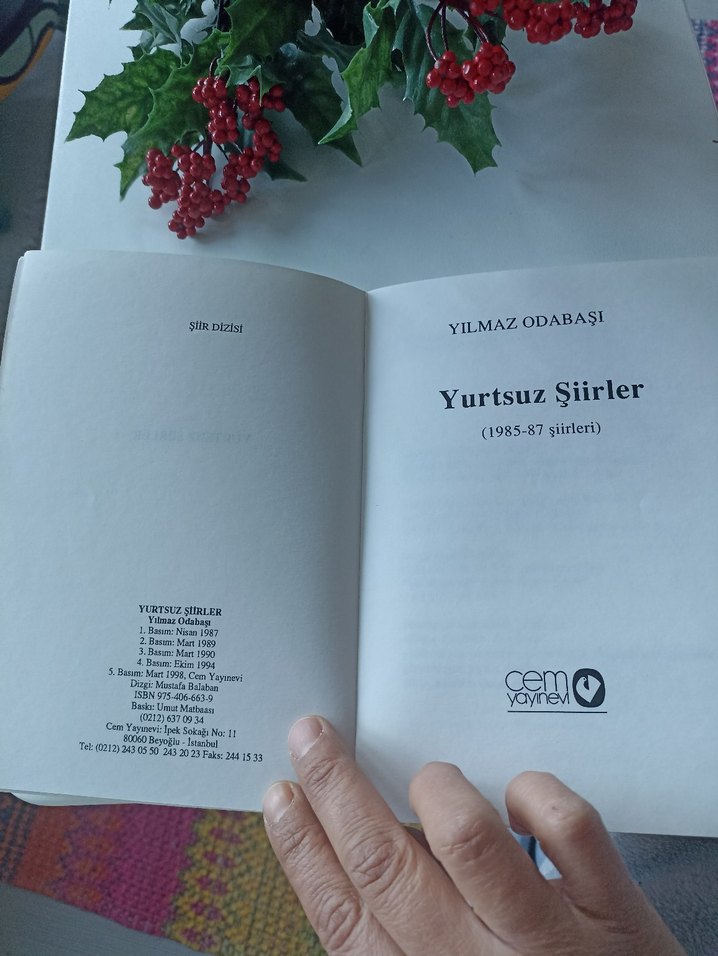 ŞİİR DİZİSİ
YURTSUZ ŞİİRLER
Yılmaz Odabaşı
1. Basım: Nisan 1987
2. Basım: Mart 1989
3. Basım: Mart 1990
4. Basım: Ekim 1994
5. Basım: Mart 1998, Cem Yayınevi
Dizgi: Mustafa Balaban
ISBN 975-406-663-9
Baskı: Umut Matbaası
(0212) 637 09 34
Cem Yayınevi: İpek Sokağı No: 11
80060 Beyoğlu - İstanbul
Tel: (0212) 243 05 50 243 20 23 Faks: 244 15 33
YILMAZ ODABAŞI
Yurtsuz Şiirler
(1985-87 şiirleri)
cem
yayınevi